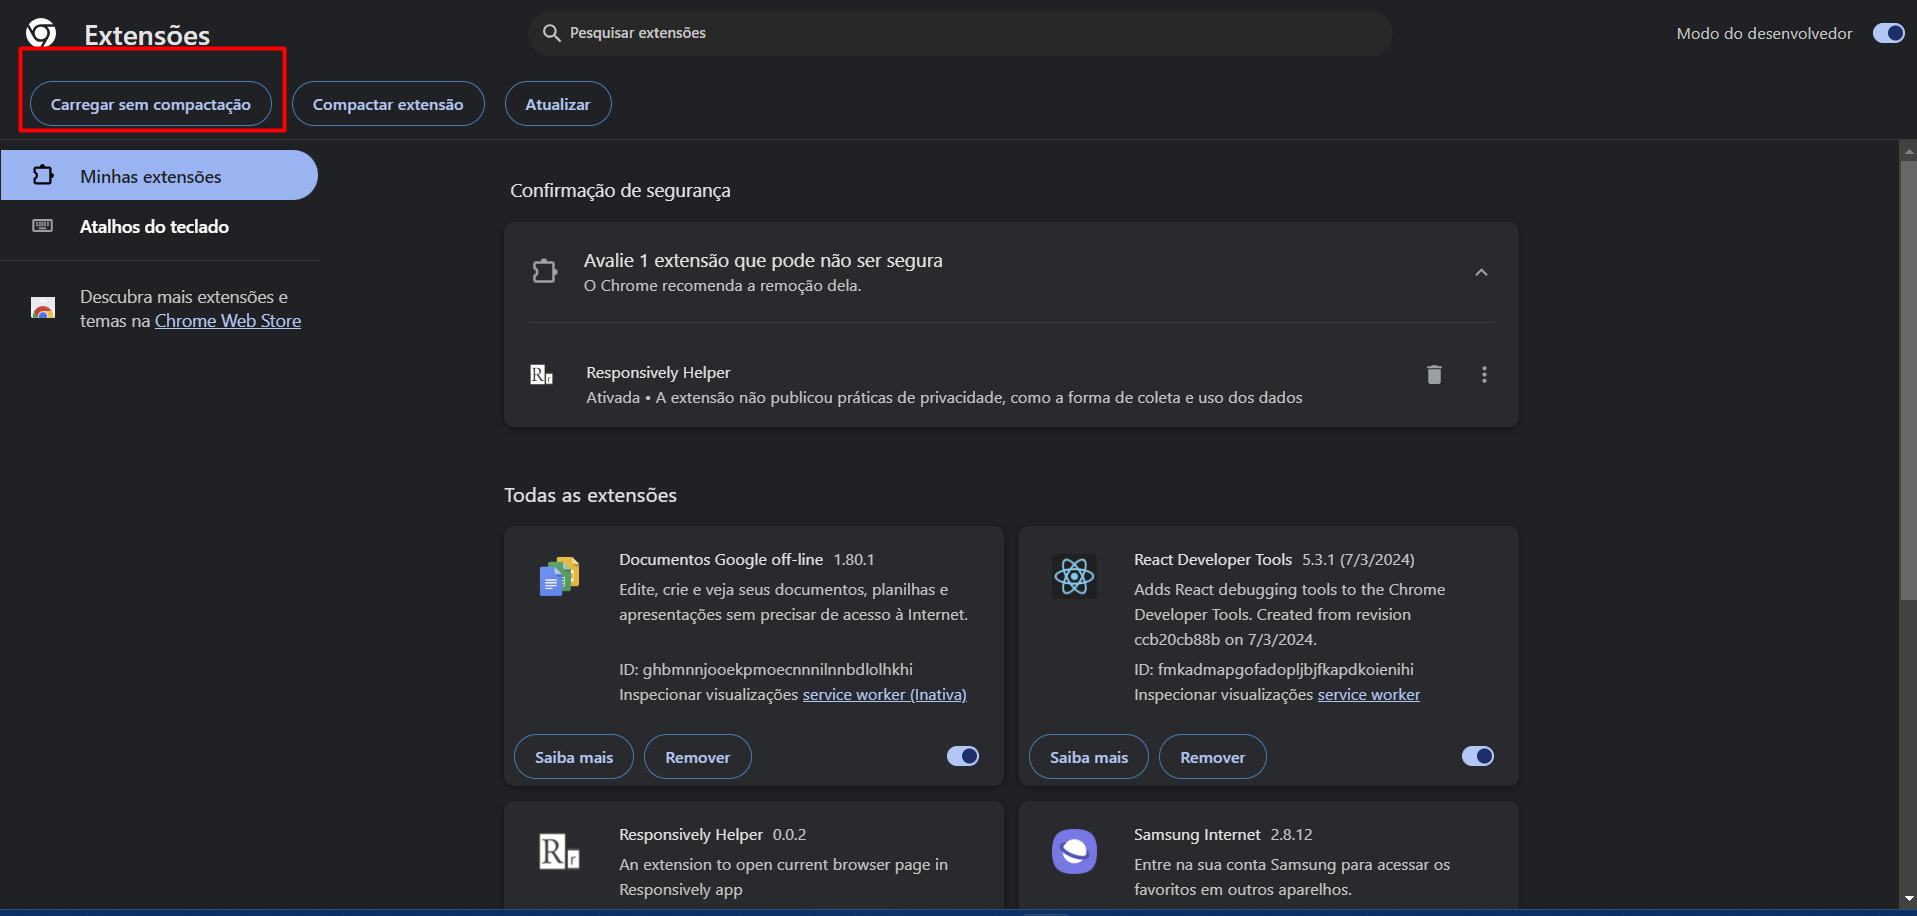 Extensões
Pesquisar extensões
Modo do desenvolvedor
Carregar sem compactação
Compactar extensão
Atualizar
Minhas extensões
Atalhos do teclado
Descubra mais extensões e
temas na Chrome Web Store
Confirmação de segurança
Avalie 1 extensão que pode não ser segura
O Chrome recomenda a remoção dela.
Rr
Responsively Helper
Ativada • A extensão não publicou práticas de privacidade, como a forma de coleta e uso dos dados
Todas as extensões
Documentos Google off-line 1.80.1
Edite, crie e veja seus documentos, planilhas e
apresentações sem precisar de acesso à Internet.
ID: ghbmnnjooekpmoecnnnilnnbdlolhkhi
Inspecionar visualizações service worker (Inativa)
Saiba mais
Remover
React Developer Tools 5.3.1 (7/3/2024)
Adds React debugging tools to the Chrome
Developer Tools. Created from revision
ccb20cb88b on 7/3/2024.
ID: fmkadmapgofadopljbjfkapdkoienihi
Inspecionar visualizações service worker
Saiba mais
Remover
Rr
Responsively Helper 0.0.2
An extension to open current browser page in
Responsively app
Samsung Internet 2.8.12
Entre na sua conta Samsung para acessar os
favoritos em outros aparelhos.